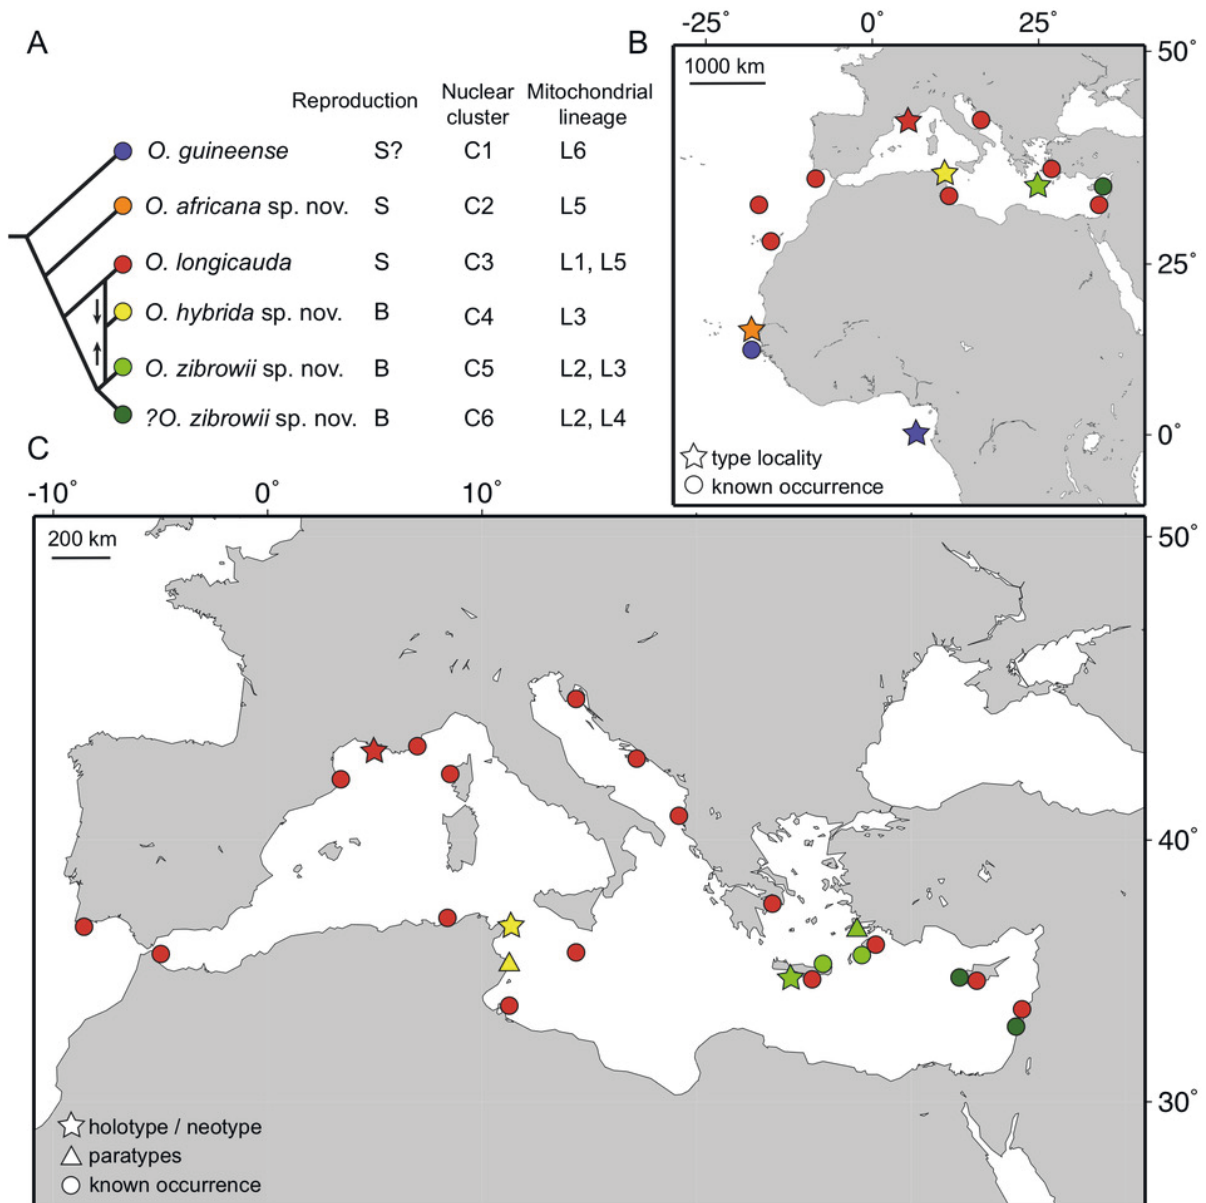 A
Reproduction
Nuclear cluster
Mitochondrial lineage
O. guineense S? C1 L6
O. africana sp. nov. S C2 L5
O. longicauda S C3 L1, L5
O. hybrida sp. nov. B C4 L3
O. zibrowii sp. nov. B C5 L2, L3
?O. zibrowii sp. nov. B C6 L2, L4
B
-25° 0° 25°
1000 km
50°
25°
0°
type locality
known occurrence
C
-10° 0° 10°
200 km
50°
40°
30°
holotype / neotype
paratypes
known occurrence